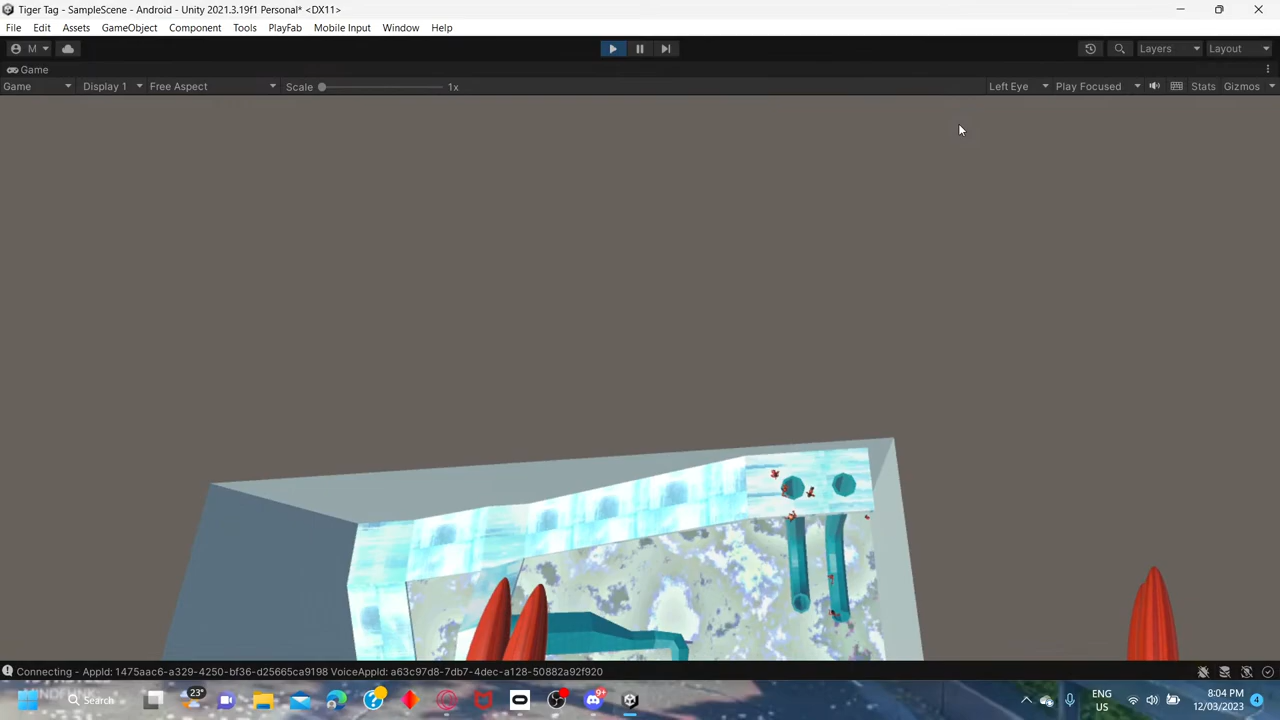 Tiger Tag - SampleScene - Android - Unity 2021.3.19f1 Personal* <DX11>
File Edit Assets GameObject Component Tools PlayFab Mobile Input Window Help
M Layers Layout
Game
Game Display 1 Free Aspect Scale 1x Left Eye Play Focused Stats Gizmos
Connecting - AppId: 1475aac6-a329-4250-bf36-d25665ca9198 VoiceAppId: a63c97d8-7db7-4dec-a128-50882a92f920
23°
Search
9+
ENG
US
8:04 PM
12/03/2023
4